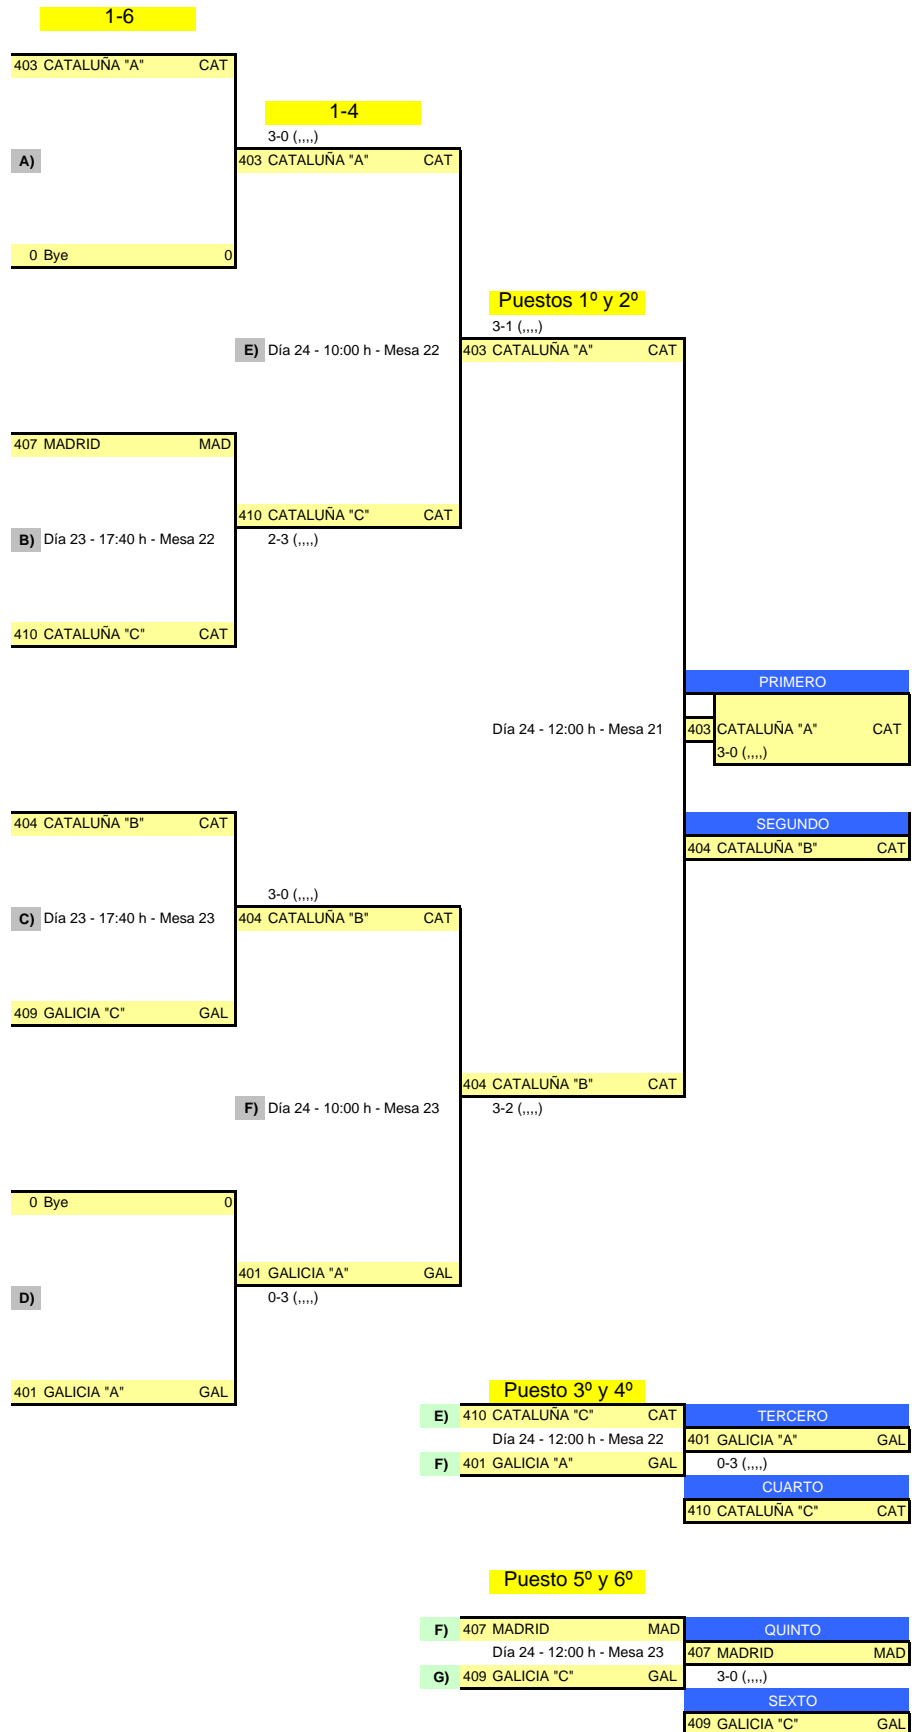 1-6
403 CATALUÑA "A" CAT
1-4
3-0 (,,,,)
A)
403 CATALUÑA "A" CAT
0 Bye 0
Puestos 1º y 2º
3-1 (,,,,)
E) Día 24 - 10:00 h - Mesa 22
403 CATALUÑA "A" CAT
407 MADRID MAD
410 CATALUÑA "C" CAT
B) Día 23 - 17:40 h - Mesa 22
2-3 (,,,,)
410 CATALUÑA "C" CAT
PRIMERO
Día 24 - 12:00 h - Mesa 21
403 CATALUÑA "A" CAT
3-0 (,,,,)
404 CATALUÑA "B" CAT
SEGUNDO
404 CATALUÑA "B" CAT
3-0 (,,,,)
C) Día 23 - 17:40 h - Mesa 23
404 CATALUÑA "B" CAT
409 GALICIA "C" GAL
404 CATALUÑA "B" CAT
F) Día 24 - 10:00 h - Mesa 23
3-2 (,,,,)
0 Bye 0
401 GALICIA "A" GAL
D)
0-3 (,,,,)
401 GALICIA "A" GAL
Puesto 3º y 4º
E) 410 CATALUÑA "C" CAT
TERCERO
Día 24 - 12:00 h - Mesa 22
401 GALICIA "A" GAL
F) 401 GALICIA "A" GAL
0-3 (,,,,)
CUARTO
410 CATALUÑA "C" CAT
Puesto 5º y 6º
F) 407 MADRID MAD
QUINTO
Día 24 - 12:00 h - Mesa 23
407 MADRID MAD
G) 409 GALICIA "C" GAL
3-0 (,,,,)
SEXTO
409 GALICIA "C" GAL